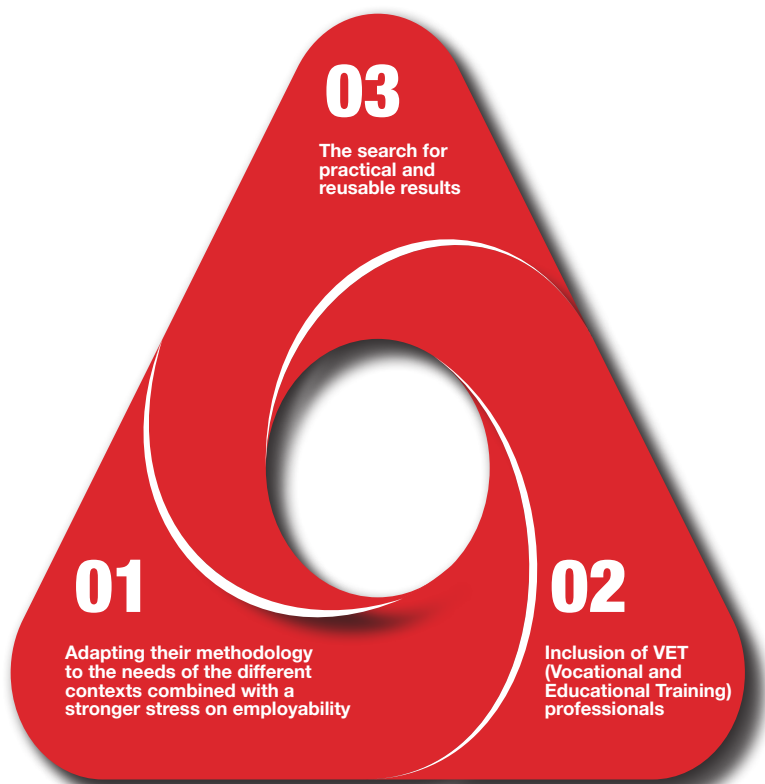 03
The search for
practical and
reusable results
01
Adapting their methodology
to the needs of the different
contexts combined with a
stronger stress on employability
02
Inclusion of VET
(Vocational and
Educational Training)
professionals